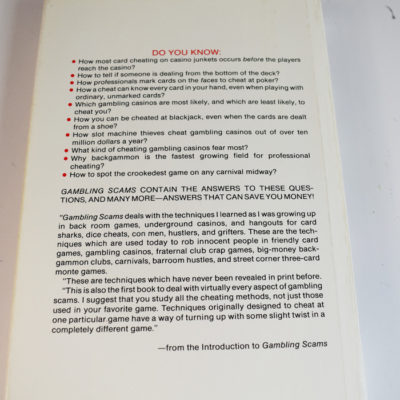 DO YOU KNOW:
• How most card cheating on casino junkets occurs before the players
reach the casino?
• How to tell if someone is dealing from the bottom of the deck?
• How professionals mark cards on the faces to cheat at poker?
• How a cheat can know every card in your hand, even when playing with
ordinary, unmarked cards?
• Which gambling casinos are most likely, and which are least likely, to
cheat you?
• How you can be cheated at blackjack, even when the cards are dealt
from a shoe?
• How slot machine thieves cheat gambling casinos out of over ten
million dollars a year?
• What kind of cheating gambling casinos fear most?
• Why backgammon is the fastest growing field for professional
cheating?
• How to spot the crookedest game on any carnival midway?
GAMBLING SCAMS CONTAIN THE ANSWERS TO THESE QUES-
TIONS, AND MANY MORE—ANSWERS THAT CAN SAVE YOU MONEY!
"Gambling Scams deals with the techniques I learned as I was growing up
in back room games, underground casinos, and hangouts for card
sharks, dice cheats, con men, hustlers, and grifters. These are the tech-
niques which are used today to rob innocent people in friendly card
games, gambling casinos, fraternal club crap games, big-money back-
gammon clubs, carnivals, barroom hustles, and street corner three-card
monte games.
"These are techniques which have never been revealed in print before.
"This is also the first book to deal with virtually every aspect of gambling
scams. I suggest that you study all the cheating methods, not just those
used in your favorite game. Techniques originally designed to cheat at
one particular game have a way of turning up with some slight twist in a
completely different game."
—from the Introduction to Gambling Scams